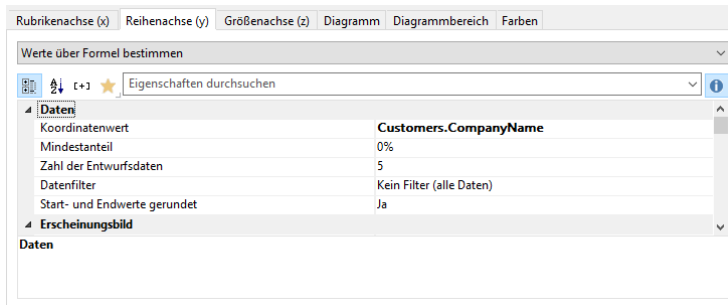 Rubrikenachse (x) Reihenachse (y) Größenachse (z) Diagramm Diagrammbereich Farben
Werte über Formel bestimmen
Eigenschaften durchsuchen
Daten
Koordinatenwert Customers.CompanyName
Mindestanteil 0%
Zahl der Entwurfsdaten 5
Datenfilter Kein Filter (alle Daten)
Start- und Endwerte gerundet Ja
Erscheinungsbild
Daten